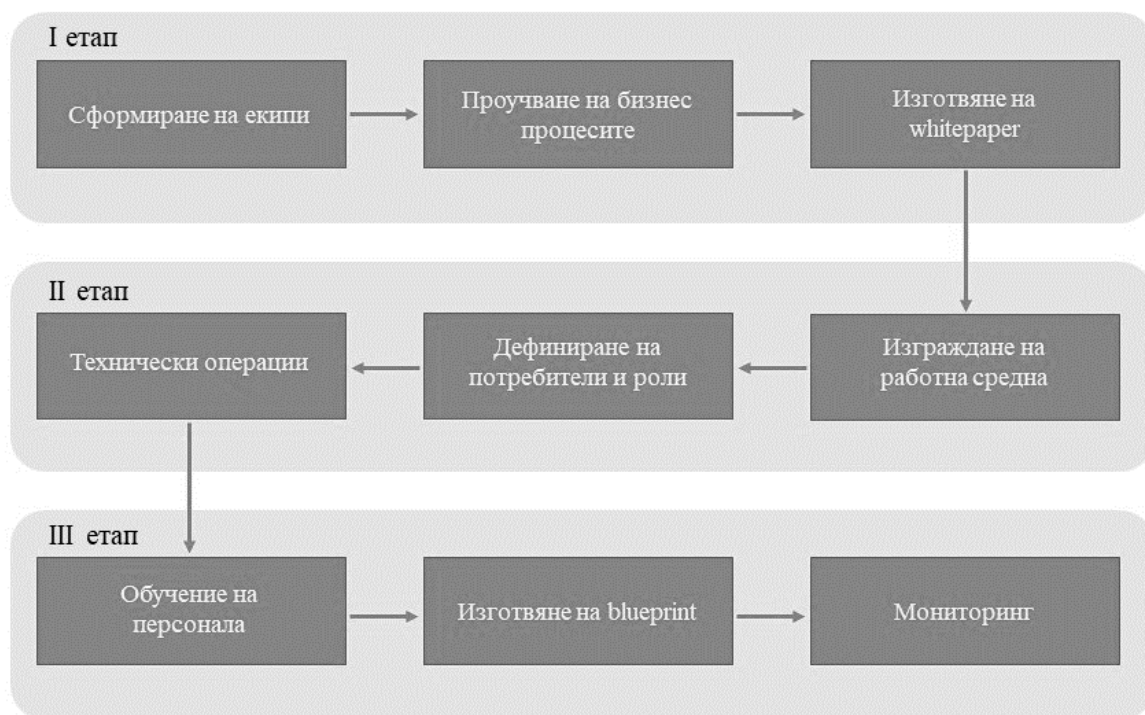 I етап
Сформиране на екипи
Проучване на бизнес
процесите
Изготвяне на
whitepaper
II етап
Технически операции
Дефиниране на
потребители и роли
Изграждане на
работна средна
III етап
Обучение на
персонала
Изготвяне на blueprint
Мониторинг